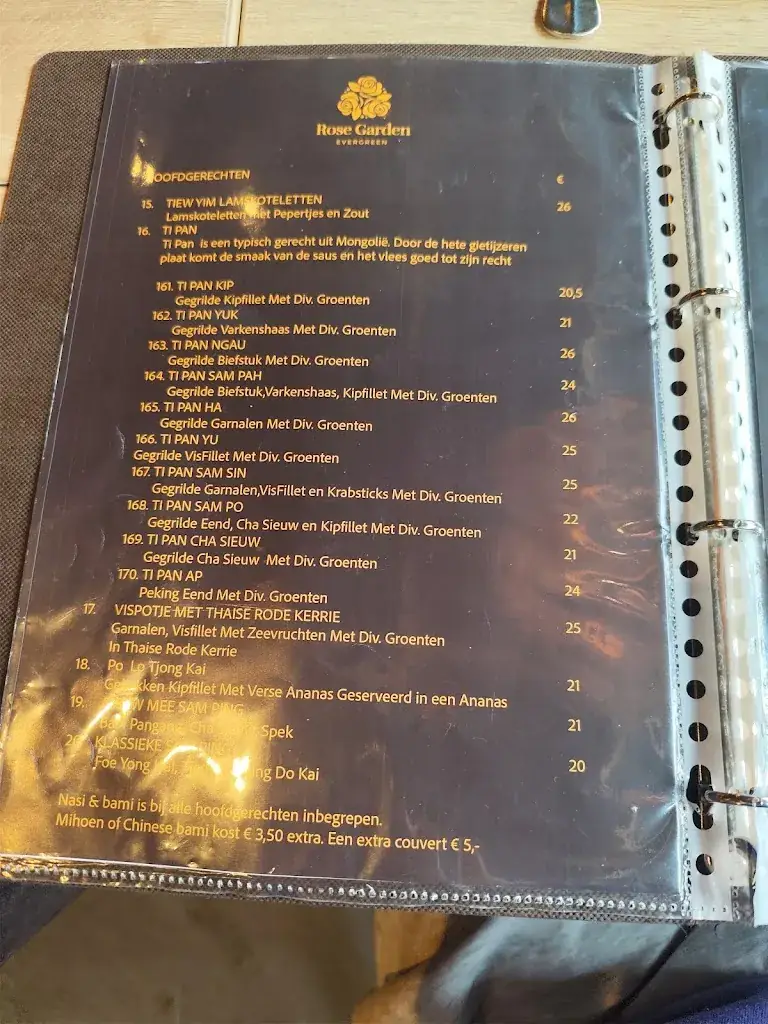 Rose Garden
EVERGREEN
HOOFDGERECHTEN €
15. TIEW YIM LAMSKOTELETTEN
Lamskoteletten met Pepertjes en Zout 26
16. TI PAN
Ti Pan is een typisch gerecht uit Mongolië. Door de hete gietijzeren
plaat komt de smaak van de saus en het vlees goed tot zijn recht
161. TI PAN KIP
Gegrilde Kipfillet Met Div. Groenten 20,5
162. TI PAN YUK
Gegrilde Varkenshaas Met Div. Groenten 21
163. TI PAN NGAU
Gegrilde Biefstuk Met Div. Groenten 26
164. TI PAN SAM PAH
Gegrilde Biefstuk,Varkenshaas, Kipfillet Met Div. Groenten 24
165. TI PAN HA
Gegrilde Garnalen Met Div. Groenten 26
166. TI PAN YU
Gegrilde VisFillet Met Div. Groenten 25
167. TI PAN SAM SIN
Gegrilde Garnalen,VisFillet en Krabsticks Met Div. Groenten 25
168. TI PAN SAM PO
Gegrilde Eend, Cha Sieuw en Kipfillet Met Div. Groenten 22
169. TI PAN CHA SIEUW
Gegrilde Cha Sieuw Met Div. Groenten 21
170. TI PAN AP
Peking Eend Met Div. Groenten 24
17. VISPOTJE MET THAISE RODE KERRIE
Garnalen, Visfillet Met Zeevruchten Met Div. Groenten 25
In Thaise Rode Kerrie
18. Po Lo Tjong Kai
Gebakken Kipfillet Met Verse Ananas Geserveerd in een Ananas 21
19. MEE SAM PING
Pangang, Spek 21
KLASSIEKE
Foe Yong Do Kai 20
Nasi & bami is bij alle hoofdgerechten inbegrepen.
Mihoen of Chinese bami kost € 3,50 extra. Een extra couvert € 5,-